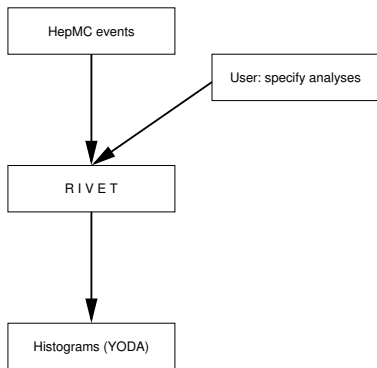 HepMC events
User: specify analyses
R I V E T
Histograms (YODA)